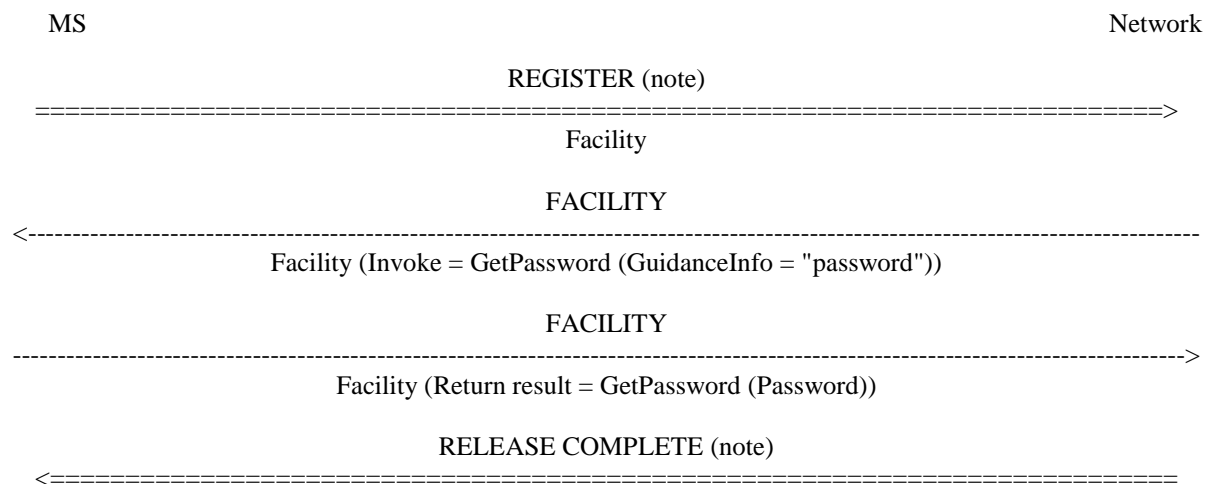 MS Network
REGISTER (note)
===========================================================================>
Facility
FACILITY
<------------------------------------------------------------------------------------------------------------------------------------
Facility (Invoke = GetPassword (GuidanceInfo = "password"))
FACILITY
------------------------------------------------------------------------------------------------------------------------------------>
Facility (Return result = GetPassword (Password))
RELEASE COMPLETE (note)
<===========================================================================